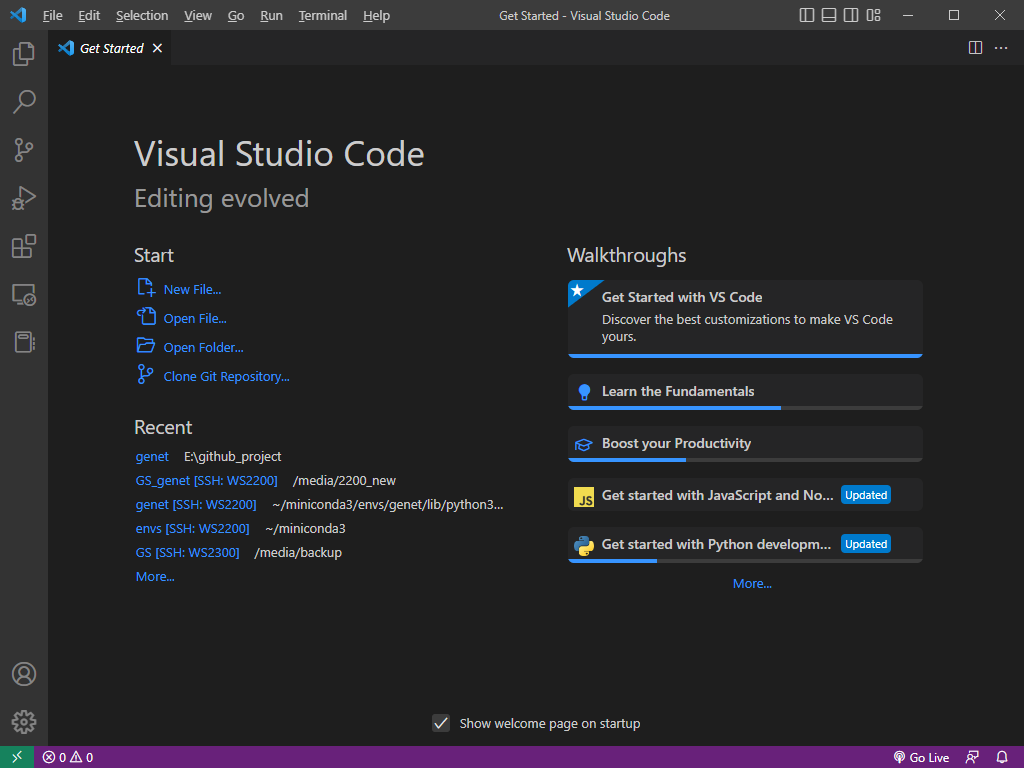 File Edit Selection View Go Run Terminal Help Get Started - Visual Studio Code
Get Started
Visual Studio Code
Editing evolved
Start
New File...
Open File...
Open Folder...
Clone Git Repository...
Recent
genet E:\github_project
GS_genet [SSH: WS2200] /media/2200_new
genet [SSH: WS2200] ~/miniconda3/envs/genet/lib/python3...
envs [SSH: WS2200] ~/miniconda3
GS [SSH: WS2300] /media/backup
More...
Walkthroughs
Get Started with VS Code
Discover the best customizations to make VS Code
yours.
Learn the Fundamentals
Boost your Productivity
JS Get started with JavaScript and No... Updated
Get started with Python developm... Updated
More...
Show welcome page on startup
0 0 Go Live